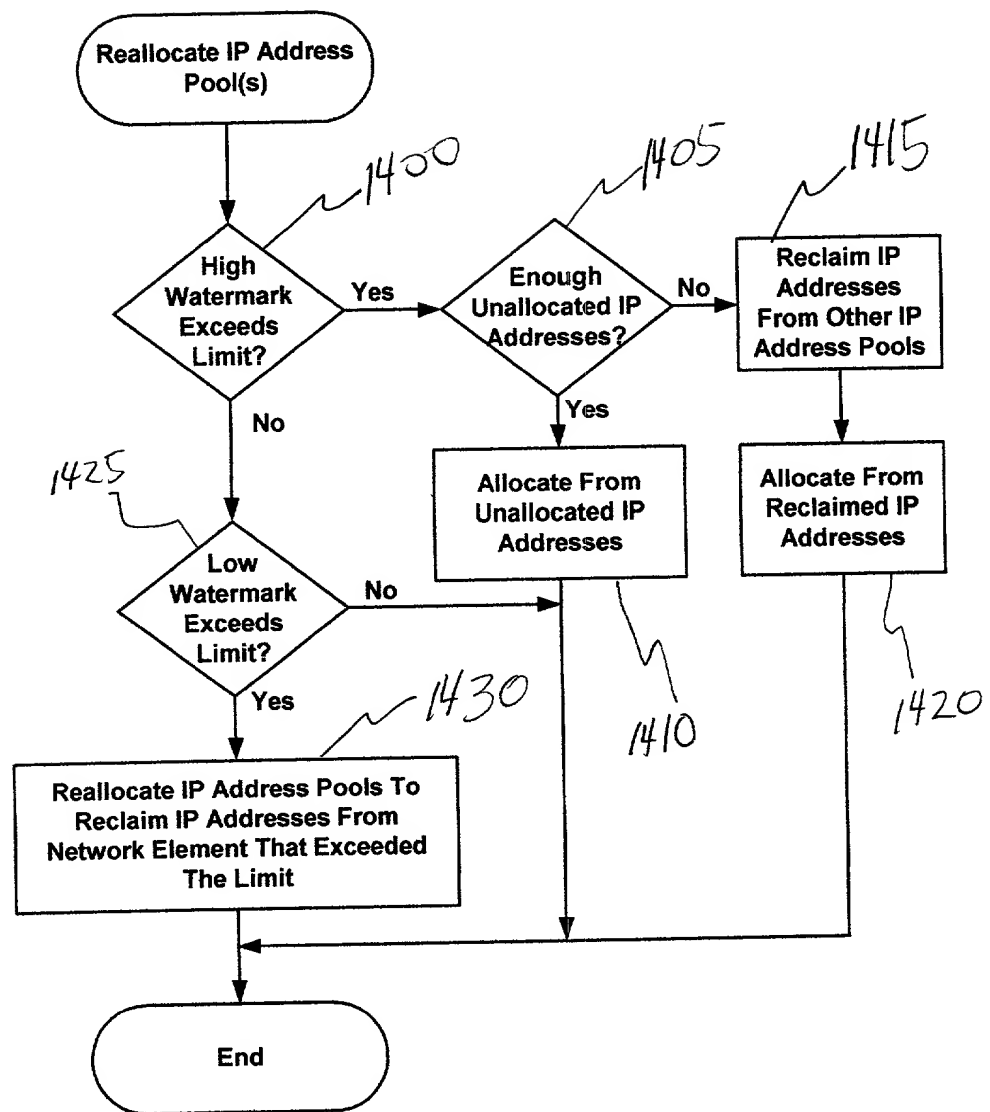 Reallocate IP Address
Pool(s)
1400
1405
1415
High
Watermark
Exceeds
Limit?
Yes
Enough
Unallocated IP
Addresses?
No
Reclaim IP
Addresses
From Other IP
Address Pools
No
Yes
1425
Allocate From
Unallocated IP
Addresses
Allocate From
Reclaimed IP
Addresses
Low
Watermark
Exceeds
Limit?
No
Yes
1430
1410
1420
Reallocate IP Address Pools To
Reclaim IP Addresses From
Network Element That Exceeded
The Limit
End